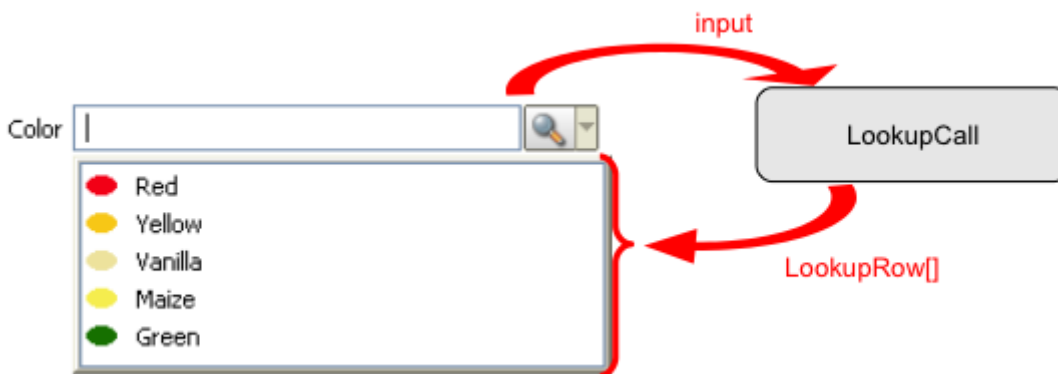 input
Color
LookupCall
Red
Yellow
Vanilla
Maize
Green
LookupRow[]